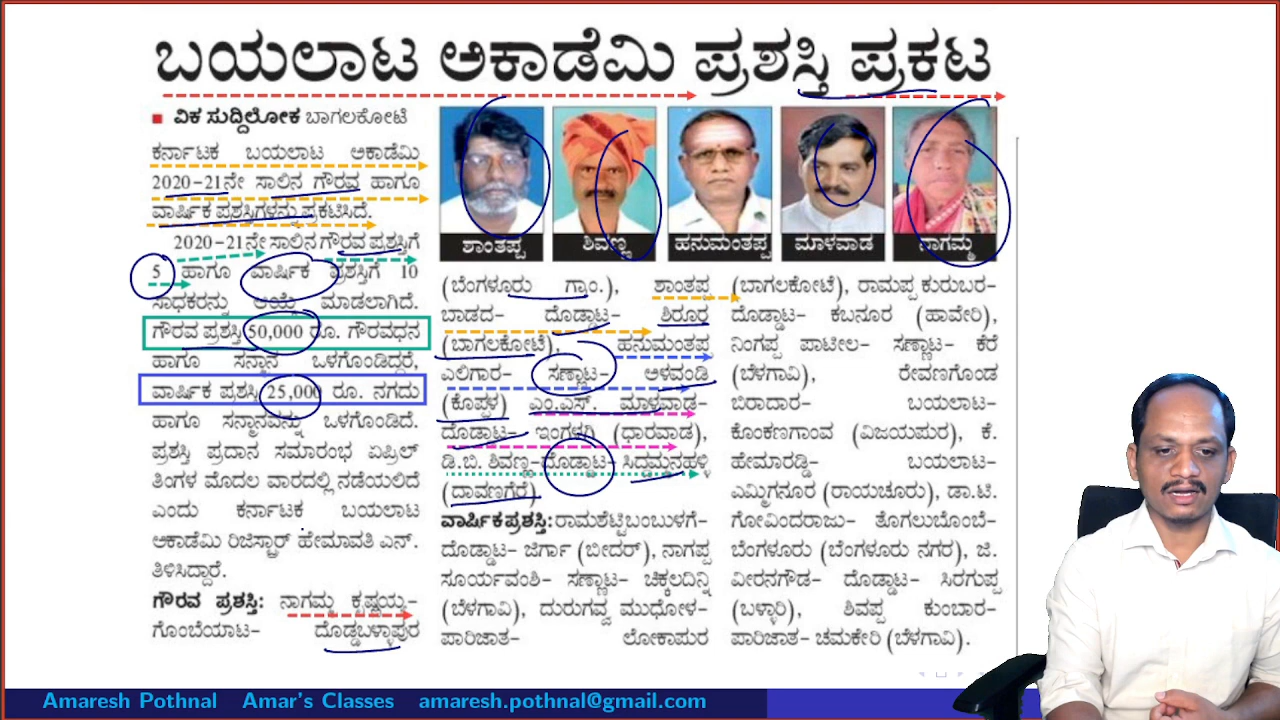 ಬಯಲಾಟ ಅಕಾಡೆಮಿ ಪ್ರಶಸ್ತಿ ಪ್ರಕಟ
■ ವಿಕ ಸುದ್ದಿಲೋಕ ಬಾಗಲಕೋಟೆ
ಕರ್ನಾಟಕ ಬಯಲಾಟ ಅಕಾಡೆಮಿ
2020-21ನೇ ಸಾಲಿನ ಗೌರವ ಹಾಗೂ
ವಾರ್ಷಿಕ ಪ್ರಶಸ್ತಿಗಳನ್ನು ಪ್ರಕಟಿಸಿದೆ.
2020-21ನೇ ಸಾಲಿನ ಗೌರವ ಪ್ರಶಸ್ತಿಗೆ
5 ಹಾಗೂ ವಾರ್ಷಿಕ ಪ್ರಶಸ್ತಿಗೆ 10
ಸಾಧಕರನ್ನು ಆಯ್ಕೆ ಮಾಡಲಾಗಿದೆ.
ಗೌರವ ಪ್ರಶಸ್ತಿ 50,000 ರೂ. ಗೌರವಧನ
ಹಾಗೂ ಸನ್ಮಾನ ಒಳಗೊಂಡಿದ್ದರೆ,
ವಾರ್ಷಿಕ ಪ್ರಶಸ್ತಿ 25,000 ರೂ. ನಗದು
ಹಾಗೂ ಸನ್ಮಾನವನ್ನು ಒಳಗೊಂಡಿದೆ.
ಪ್ರಶಸ್ತಿ ಪ್ರದಾನ ಸಮಾರಂಭ ಏಪ್ರಿಲ್
ತಿಂಗಳ ಮೊದಲ ವಾರದಲ್ಲಿ ನಡೆಯಲಿದೆ
ಎಂದು ಕರ್ನಾಟಕ ಬಯಲಾಟ
ಅಕಾಡೆಮಿ ರಿಜಿಸ್ಟ್ರಾರ್ ಹೇಮಾವತಿ ಎನ್.
ತಿಳಿಸಿದ್ದಾರೆ.
ಗೌರವ ಪ್ರಶಸ್ತಿ: ನಾಗಮ್ಮ ಕೃಷ್ಣಯ್ಯ-
ಗೊಂಬೆಯಾಟ- ದೊಡ್ಡಬಳ್ಳಾಪುರ
ಶಾಂತಪ್ಪ ಶಿವಣ್ಣ ಹನುಮಂತಪ್ಪ ಮಾಳವಾಡ ನಾಗಮ್ಮ
(ಬೆಂಗಳೂರು ಗ್ರಾಂ.), ಶಾಂತಪ್ಪ
ಬಾಡದ- ದೊಡ್ಡಾಟ- ಶಿರೂರ
(ಬಾಗಲಕೋಟೆ), ಹನುಮಂತಪ್ಪ
ಎಲಿಗಾರ- ಸಣ್ಣಾಟ- ಅಳವಂಡಿ
(ಕೊಪ್ಪಳ) ಎಂ.ಎಸ್. ಮಾಳವಾಡ-
ದೊಡ್ಡಾಟ- ಇಂಗಳಗಿ (ಧಾರವಾಡ),
ಡಿ.ಬಿ. ಶಿವಣ್ಣ-ದೊಡ್ಡಾಟ- ಸಿದ್ದಮ್ಮನಹಳ್ಳಿ
(ದಾವಣಗೆರೆ)
ವಾರ್ಷಿಕ ಪ್ರಶಸ್ತಿ: ರಾಮಶೆಟ್ಟಿ ಬಂಬುಳಗೆ-
ದೊಡ್ಡಾಟ- ಜಿರ್ಗಾ (ಬೀದರ್), ನಾಗಪ್ಪ
ಸೂರ್ಯವಂಶಿ- ಸಣ್ಣಾಟ- ಚಿಕ್ಕಲದಿನ್ನಿ
(ಬೆಳಗಾವಿ), ದುರುಗವ್ವ ಮುಧೋಳ-
ಪಾರಿಜಾತ- ಲೋಕಾಪುರ
(ಬಾಗಲಕೋಟೆ), ರಾಮಪ್ಪ ಕುರುಬರ-
ದೊಡ್ಡಾಟ- ಕಬನೂರ (ಹಾವೇರಿ),
ನಿಂಗಪ್ಪ ಪಾಟೀಲ- ಸಣ್ಣಾಟ- ಕೆರೆ
(ಬೆಳಗಾವಿ), ರೇವಣಗೊಂಡ
ಬಿರಾದಾರ- ಬಯಲಾಟ-
ಕೊಂಕಣಗಾಂವ (ವಿಜಯಪುರ), ಕೆ.
ಹೇಮಾರೆಡ್ಡಿ- ಬಯಲಾಟ-
ಎಮ್ಮಿಗನೂರ (ರಾಯಚೂರು), ಡಾ.ಟಿ.
ಗೋವಿಂದರಾಜು- ತೊಗಲುಬೊಂಬೆ-
ಬೆಂಗಳೂರು (ಬೆಂಗಳೂರು ನಗರ), ಜಿ.
ವೀರನಗೌಡ- ದೊಡ್ಡಾಟ- ಸಿರಗುಪ್ಪ
(ಬಳ್ಳಾರಿ), ಶಿವಪ್ಪ ಕುಂಬಾರ-
ಪಾರಿಜಾತ- ಚಮಕೇರಿ (ಬೆಳಗಾವಿ).
Amaresh Pothnal Amar's Classes amaresh.pothnal@gmail.com